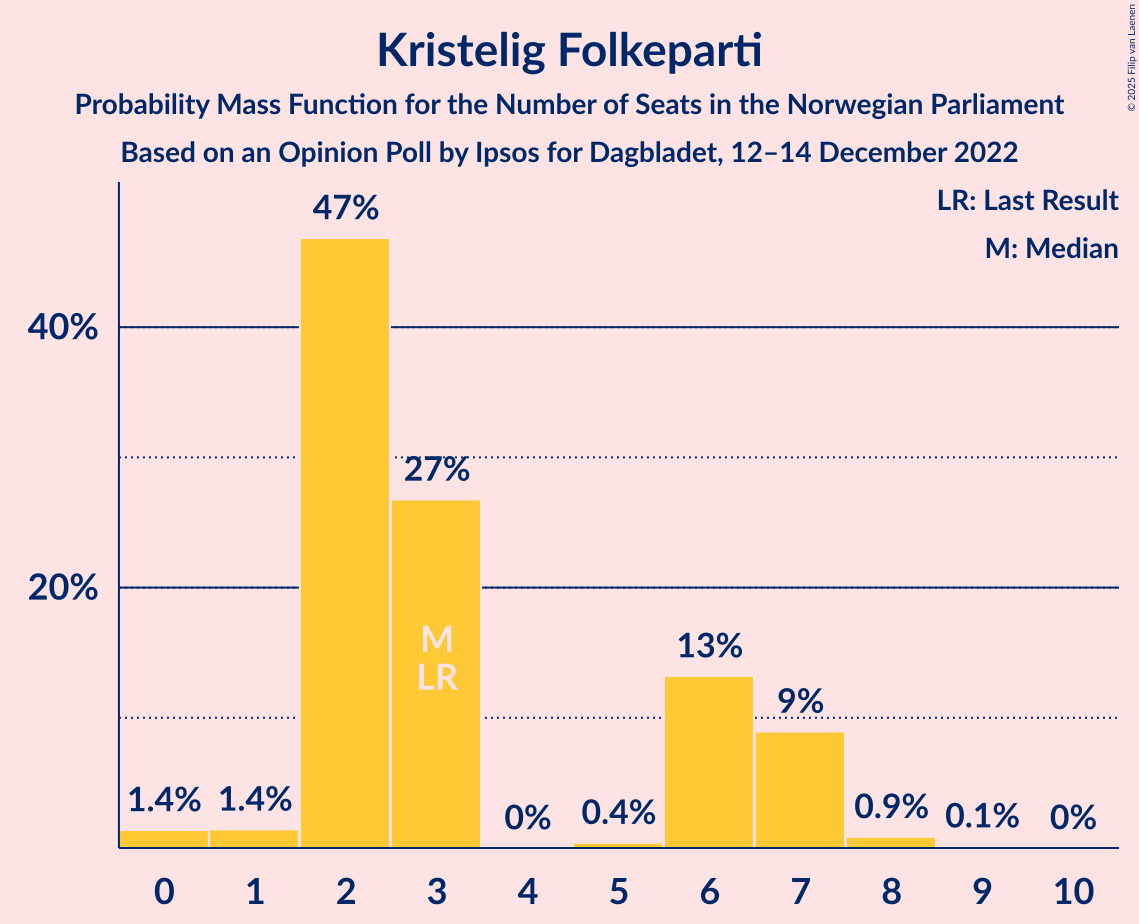 Kristelig Folkeparti
Probability Mass Function for the Number of Seats in the Norwegian Parliament
Based on an Opinion Poll by Ipsos for Dagbladet, 12–14 December 2022
© 2025 Filip van Laenen
LR: Last Result
M: Median
47%
40%
27%
20%
M
LR
13%
9%
1.4%
1.4%
0%
0.4%
0.9%
0.1%
0%
0 1 2 3 4 5 6 7 8 9 10